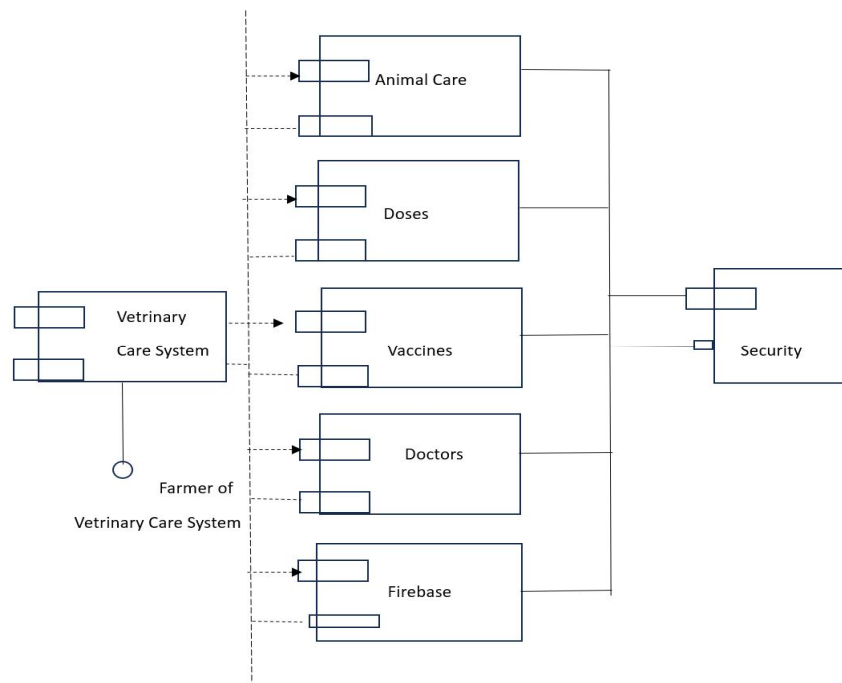 Animal Care
Doses
Vetrinary
Care System
Vaccines
Security
Doctors
Farmer of
Vetrinary Care System
Firebase